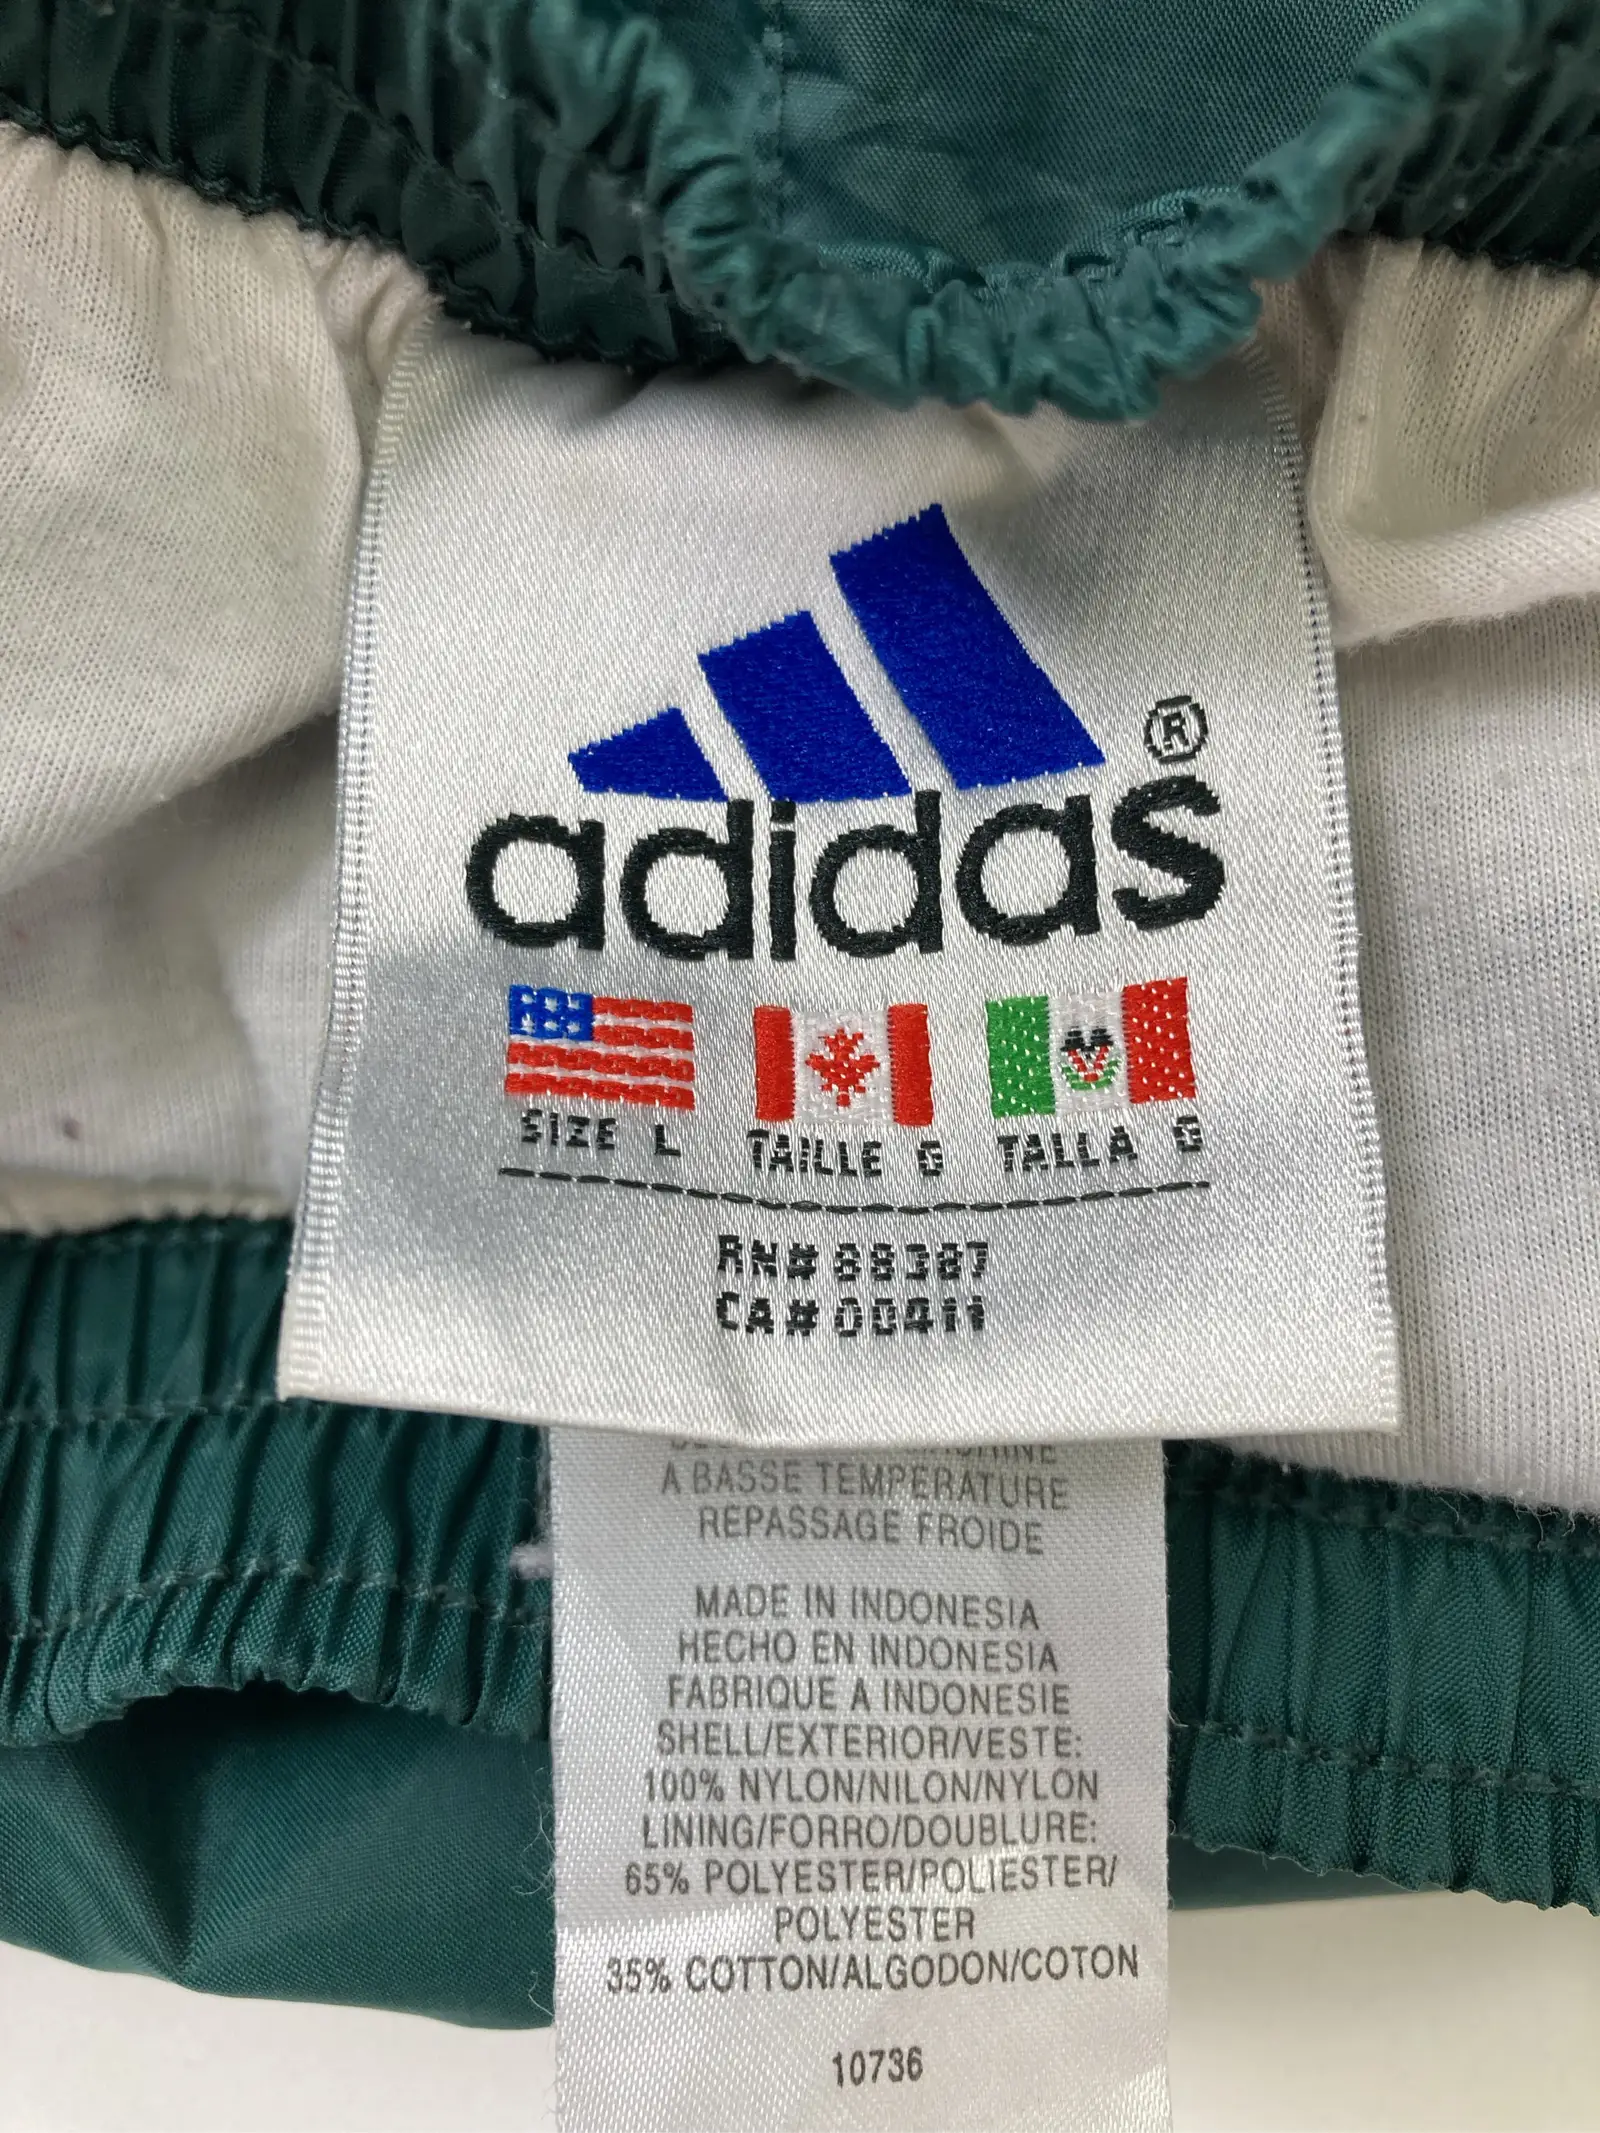 ®
adidas
SIZE L TAILLE G TALLA G
RN# 88387
CA# 00411
A BASSE TEMPERATURE
REPASSAGE FROIDE
MADE IN INDONESIA
HECHO EN INDONESIA
FABRIQUE A INDONESIE
SHELL/EXTERIOR/VESTE:
100% NYLON/NILON/NYLON
LINING/FORRO/DOUBLURE:
65% POLYESTER/POLIESTER/
POLYESTER
35% COTTON/ALGODON/COTON
10736